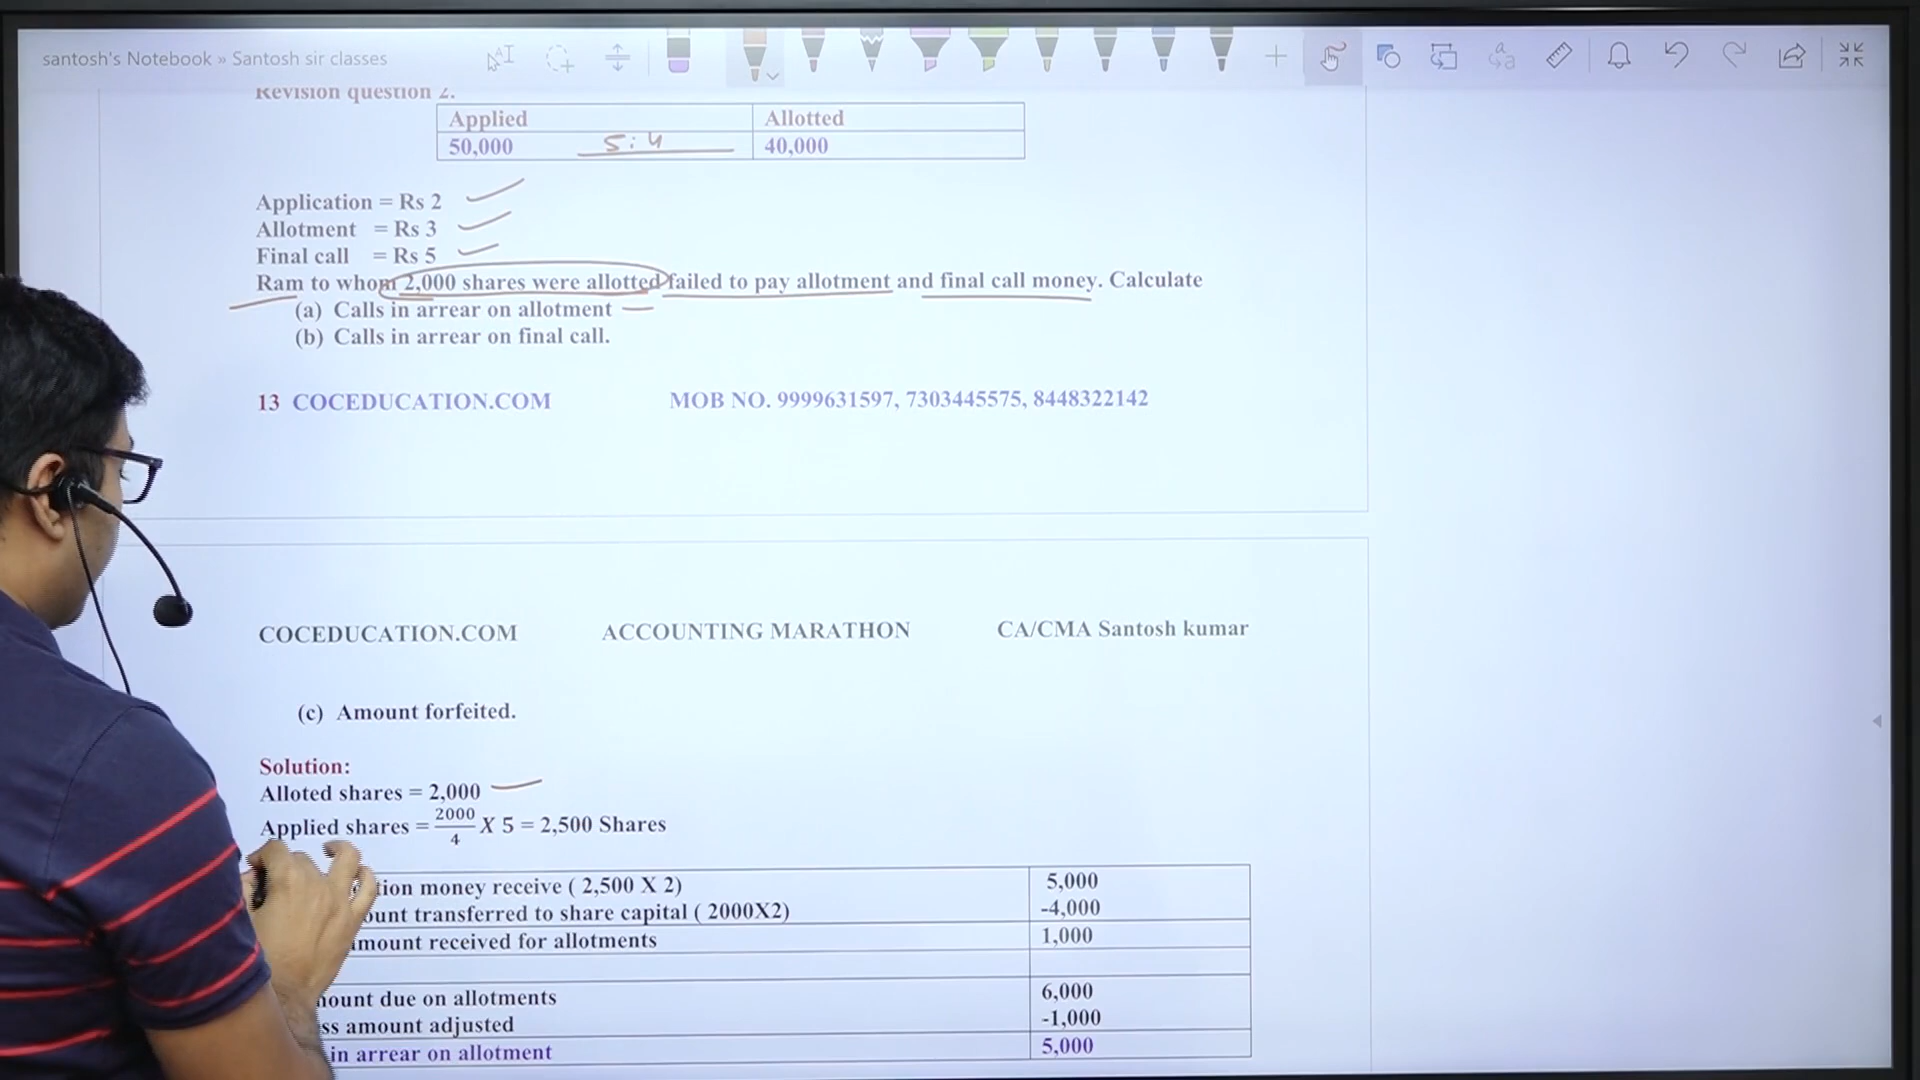 santosh's Notebook » Santosh sir classes
Revision question 2.
Applied Allotted
50,000 5:4 40,000
Application = Rs 2
Allotment = Rs 3
Final call = Rs 5
Ram to whom 2,000 shares were allotted failed to pay allotment and final call money. Calculate
(a) Calls in arrear on allotment
(b) Calls in arrear on final call.
13 COCEDUCATION.COM MOB NO. 9999631597, 7303445575, 8448322142
COCEDUCATION.COM ACCOUNTING MARATHON CA/CMA Santosh kumar
(c) Amount forfeited.
Solution:
Alloted shares = 2,000
Applied shares = 2000/4 X 5 = 2,500 Shares
tion money receive ( 2,500 X 2) 5,000
ount transferred to share capital ( 2000X2) -4,000
mount received for allotments 1,000
ount due on allotments 6,000
ss amount adjusted -1,000
in arrear on allotment 5,000